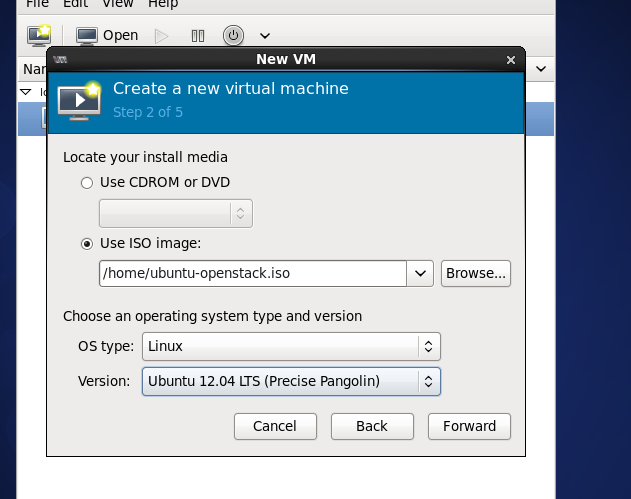 File Edit View Help
Open
New VM
Create a new virtual machine
Step 2 of 5
Locate your install media
Use CDROM or DVD
Use ISO image:
/home/ubuntu-openstack.iso
Browse...
Choose an operating system type and version
OS type: Linux
Version: Ubuntu 12.04 LTS (Precise Pangolin)
Cancel Back Forward